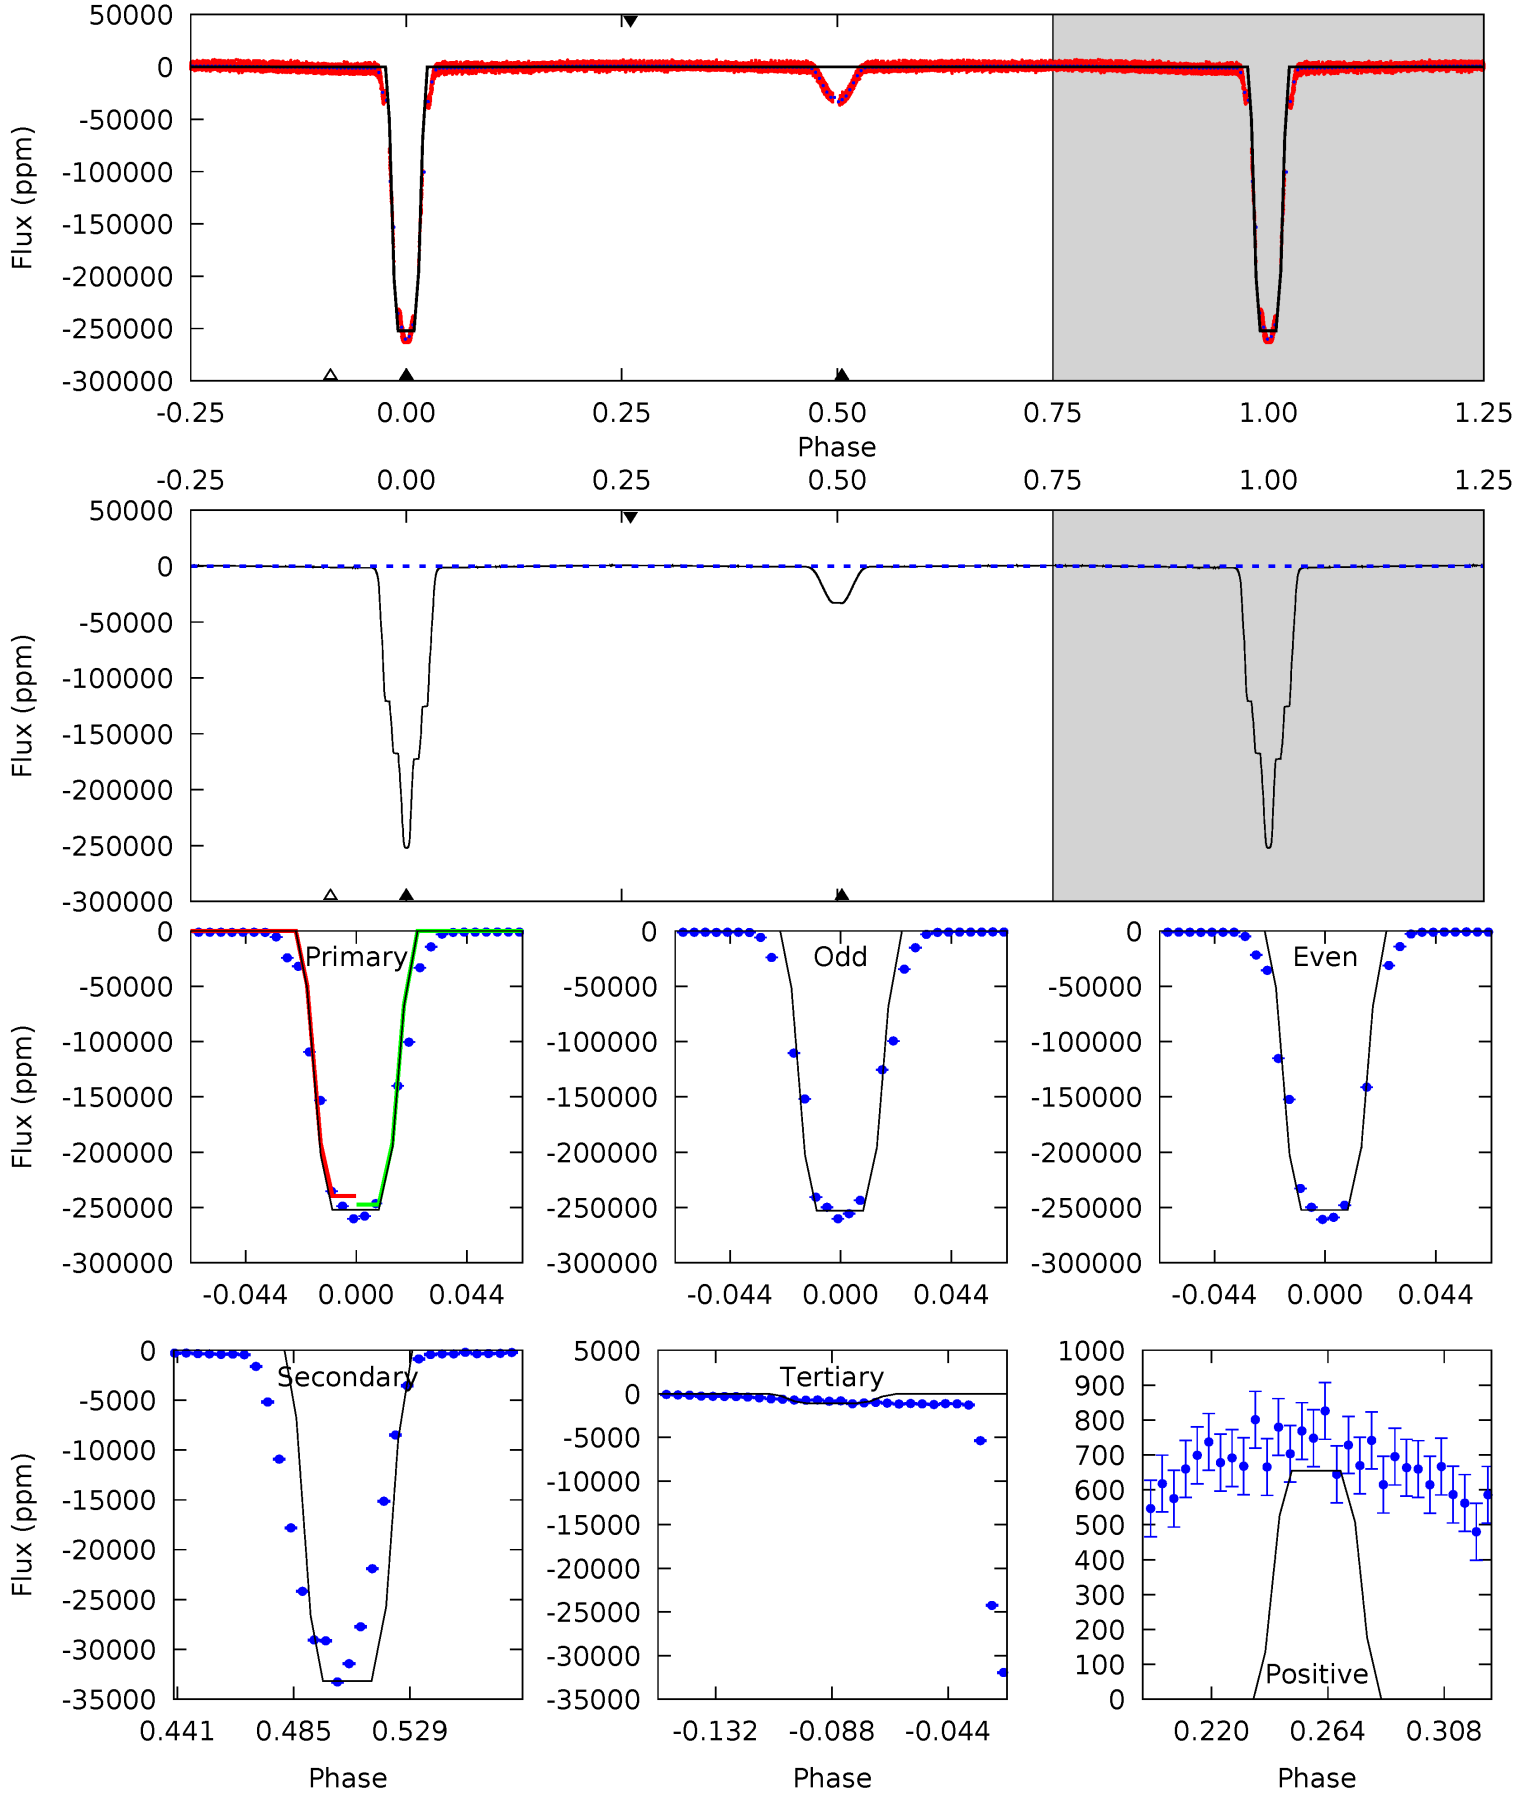 50000
0
-50000
-100000
-150000
-200000
-250000
-300000
Flux (ppm)
-0.25 0.00 0.25 0.50 0.75 1.00 1.25
Phase
-0.25 0.00 0.25 0.50 0.75 1.00 1.25
50000
0
-50000
-100000
-150000
-200000
-250000
-300000
Flux (ppm)
Primary
0
-50000
-100000
-150000
-200000
-250000
-300000
Flux (ppm)
-0.044 0.000 0.044
Odd
0
-50000
-100000
-150000
-200000
-250000
-300000
-0.044 0.000 0.044
Even
0
-50000
-100000
-150000
-200000
-250000
-300000
-0.044 0.000 0.044
Secondary
0
-5000
-10000
-15000
-20000
-25000
-30000
-35000
Flux (ppm)
0.441 0.485 0.529
Phase
Tertiary
5000
0
-5000
-10000
-15000
-20000
-25000
-30000
-35000
-0.132 -0.088 -0.044
Phase
1000
900
800
700
600
500
400
300
200
100
0
Positive
0.220 0.264 0.308
Phase